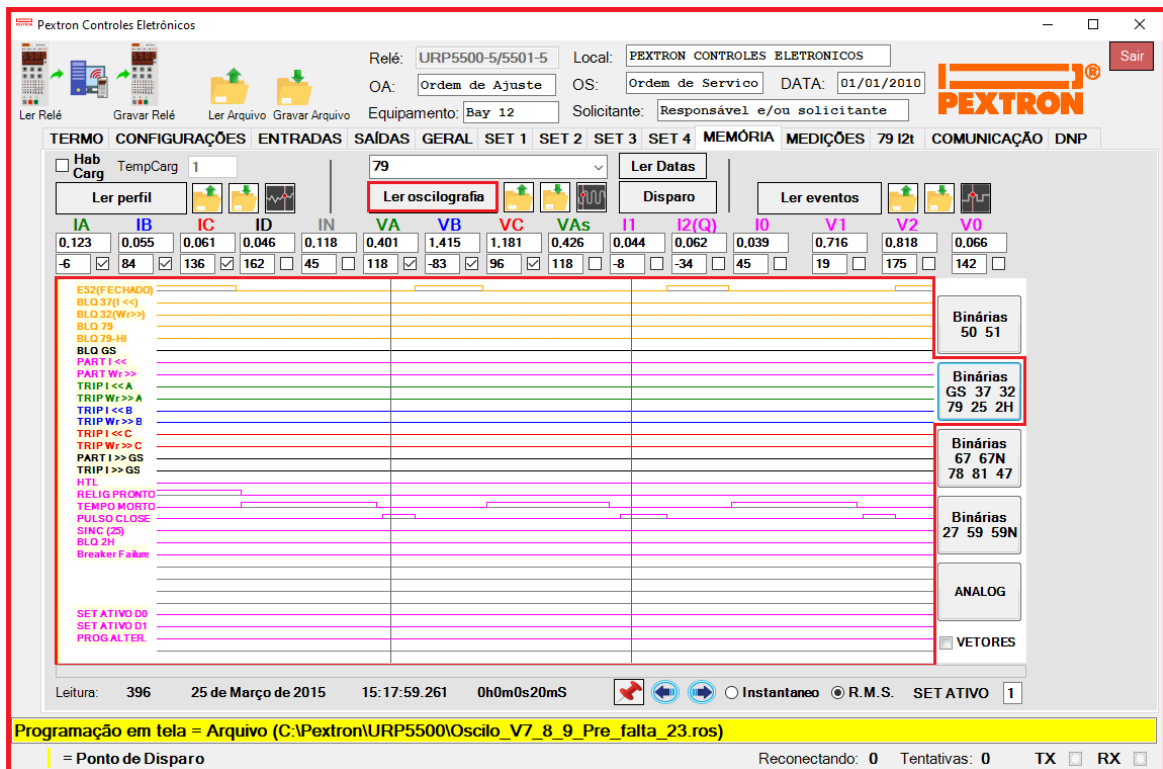 Pextron Controles Eletrônicos
Relé: URP5500-5/5501-5 Local: PEXTRON CONTROLES ELETRONICOS Sair
OA: Ordem de Ajuste OS: Ordem de Servico DATA: 01/01/2010
Ler Relé Gravar Relé Ler Arquivo Gravar Arquivo Equipamento: Bay 12 Solicitante: Responsável e/ou solicitante PEXTRON ®
TERMO CONFIGURAÇÕES ENTRADAS SAÍDAS GERAL SET 1 SET 2 SET 3 SET 4 MEMÓRIA MEDIÇÕES 79 I2t COMUNICAÇÃO DNP
Hab Carg TempCarg 1 79 Ler Datas
Ler perfil Ler oscilografia Disparo Ler eventos
IA IB IC ID IN VA VB VC VAs I1 I2(Q) I0 V1 V2 V0
0,123 0,055 0,061 0,046 0,118 0,401 1,415 1,181 0,426 0,044 0,062 0,039 0,716 0,818 0,066
-6 84 136 162 45 118 -83 96 118 -8 -34 45 19 175 142
E52(FECHADO)
BLQ 37(I <<)
BLQ 32(Wr>>)
BLQ 79
BLQ 79-HI
BLQ GS
PART I <<
PART Wr >>
TRIP I << A
TRIP Wr >> A
TRIP I << B
TRIP Wr >> B
TRIP I << C
TRIP Wr >> C
PART I >> GS
TRIP I >> GS
HTL
RELIG PRONTO
TEMPO MORTO
PULSO CLOSE
SINC (25)
BLQ 2H
Breaker Failure
SET ATIVO D0
SET ATIVO D1
PROG ALTER.
Binárias
50 51
Binárias
GS 37 32
79 25 2H
Binárias
67 67N
78 81 47
Binárias
27 59 59N
ANALOG
VETORES
Leitura: 396 25 de Março de 2015 15:17:59.261 0h0m0s20mS Instantaneo R.M.S. SET ATIVO 1
Programação em tela = Arquivo (C:\Pextron\URP5500\Oscilo_V7_8_9_Pre_falta_23.ros)
= Ponto de Disparo Reconectando: 0 Tentativas: 0 TX RX